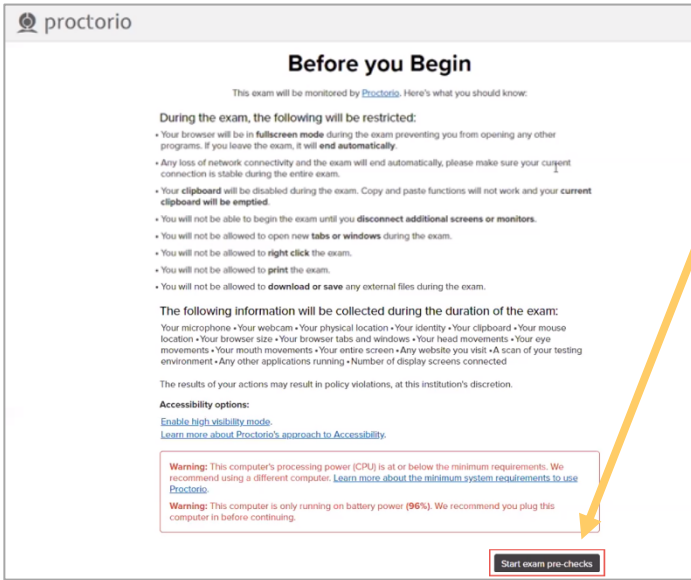 proctorio
Before you Begin
This exam will be monitored by Proctorio. Here's what you should know:
During the exam, the following will be restricted:
• Your browser will be in fullscreen mode during the exam preventing you from opening any other
programs. If you leave the exam, it will end automatically.
• Any loss of network connectivity and the exam will end automatically, please make sure your current
connection is stable during the entire exam.
• Your clipboard will be disabled during the exam. Copy and paste functions will not work and your current
clipboard will be emptied.
• You will not be able to begin the exam until you disconnect additional screens or monitors.
• You will not be allowed to open new tabs or windows during the exam.
• You will not be allowed to right click the exam.
• You will not be allowed to print the exam.
• You will not be allowed to download or save any external files during the exam.
The following information will be collected during the duration of the exam:
Your microphone • Your webcam • Your physical location • Your identity • Your clipboard • Your mouse
location • Your browser size • Your browser tabs and windows • Your head movements • Your eye
movements • Your mouth movements • Your entire screen • Any website you visit • A scan of your testing
environment • Any other applications running • Number of display screens connected
The results of your actions may result in policy violations, at this institution's discretion.
Accessibility options:
Enable high visibility mode.
Learn more about Proctorio's approach to Accessibility.
Warning: This computer's processing power (CPU) is at or below the minimum requirements. We
recommend using a different computer. Learn more about the minimum system requirements to use
Proctorio.
Warning: This computer is only running on battery power (96%). We recommend you plug this
computer in before continuing.
Start exam pre-checks